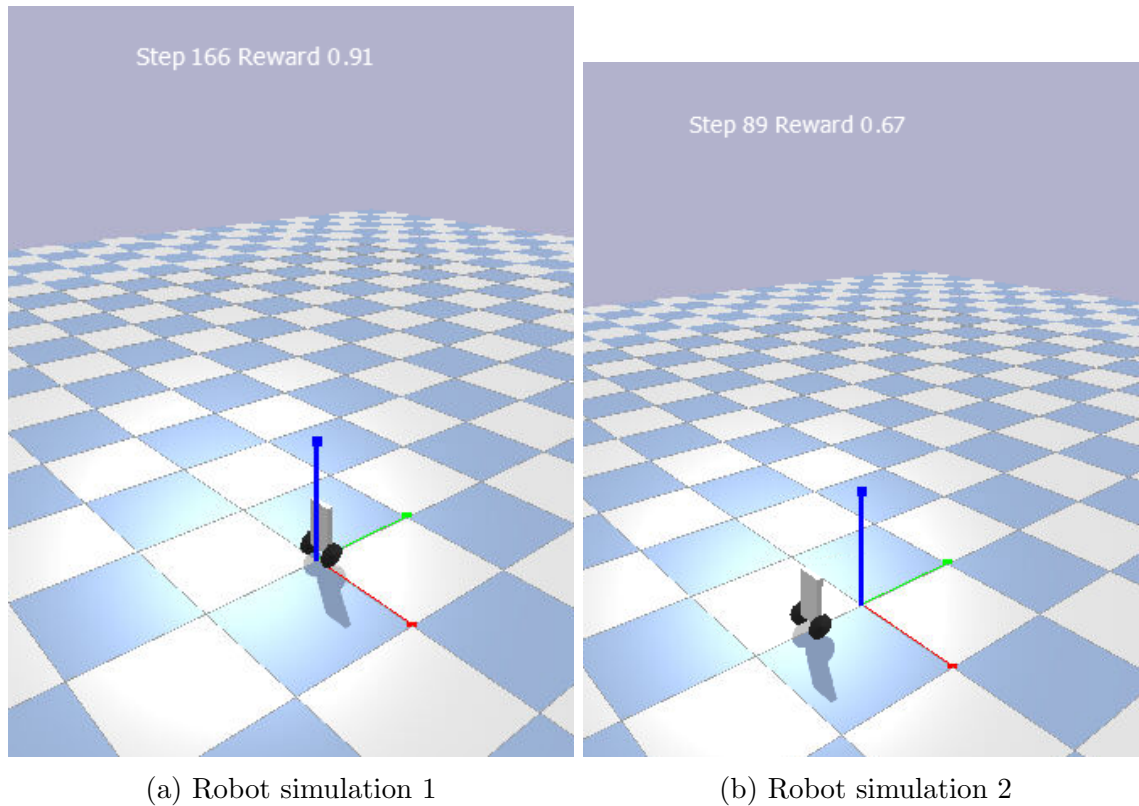 Step 166 Reward 0.91
Step 89 Reward 0.67
(a) Robot simulation 1
(b) Robot simulation 2